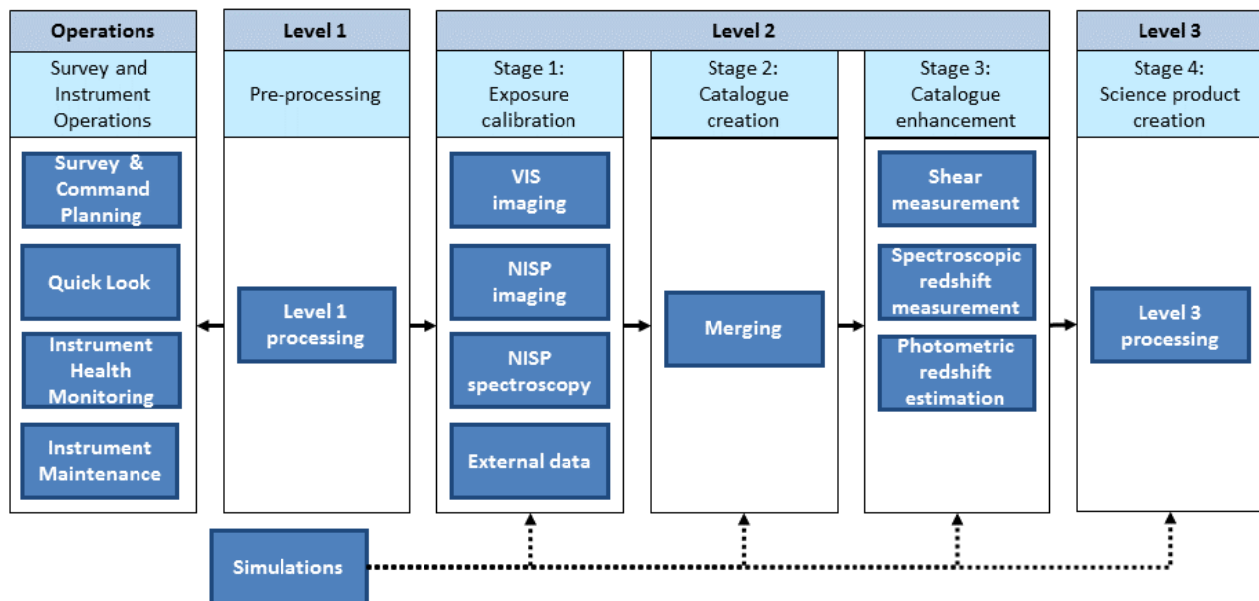 Operations
Level 1
Level 2
Level 3
Survey and
Instrument
Operations
Pre-processing
Stage 1:
Exposure
calibration
Stage 2:
Catalogue
creation
Stage 3:
Catalogue
enhancement
Stage 4:
Science product
creation
Survey &
Command
Planning
Quick Look
Instrument
Health
Monitoring
Instrument
Maintenance
Level 1
processing
VIS
imaging
NISP
imaging
NISP
spectroscopy
External data
Merging
Shear
measurement
Spectroscopic
redshift
measurement
Photometric
redshift
estimation
Level 3
processing
Simulations